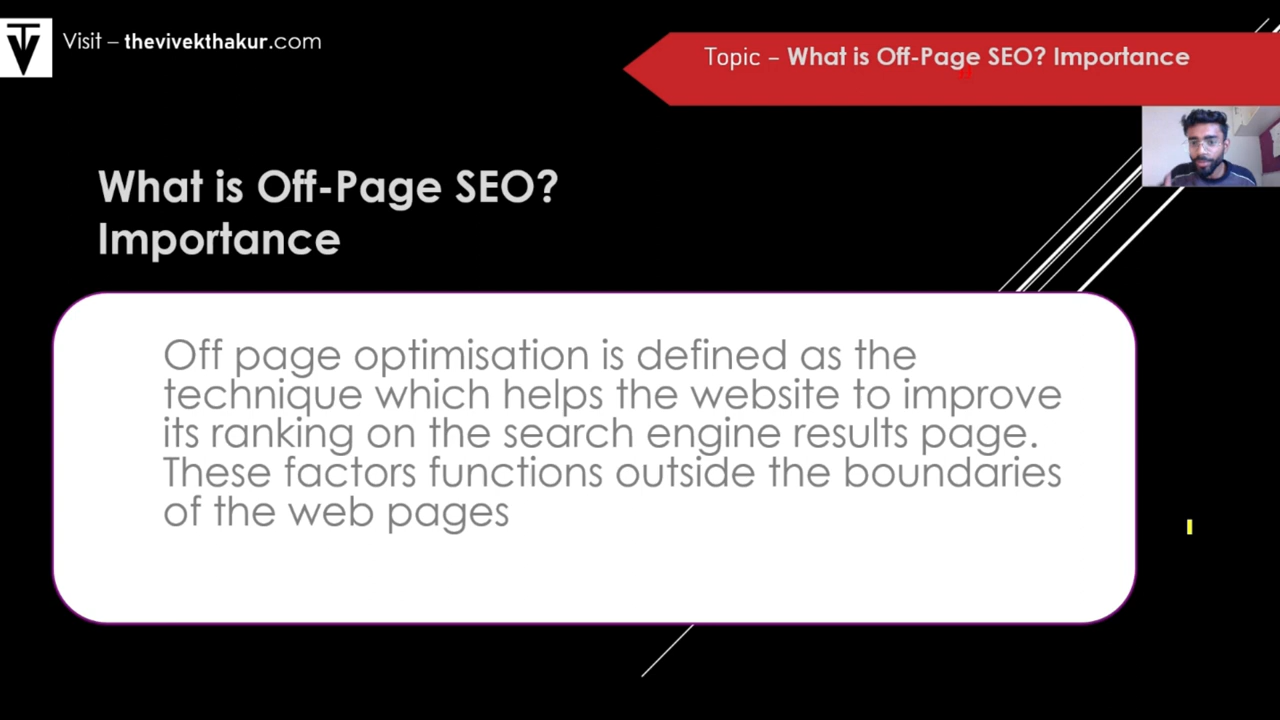 Visit – thevivekthakur.com
Topic – What is Off-Page SEO? Importance
What is Off-Page SEO?
Importance
Off page optimisation is defined as the
technique which helps the website to improve
its ranking on the search engine results page.
These factors functions outside the boundaries
of the web pages